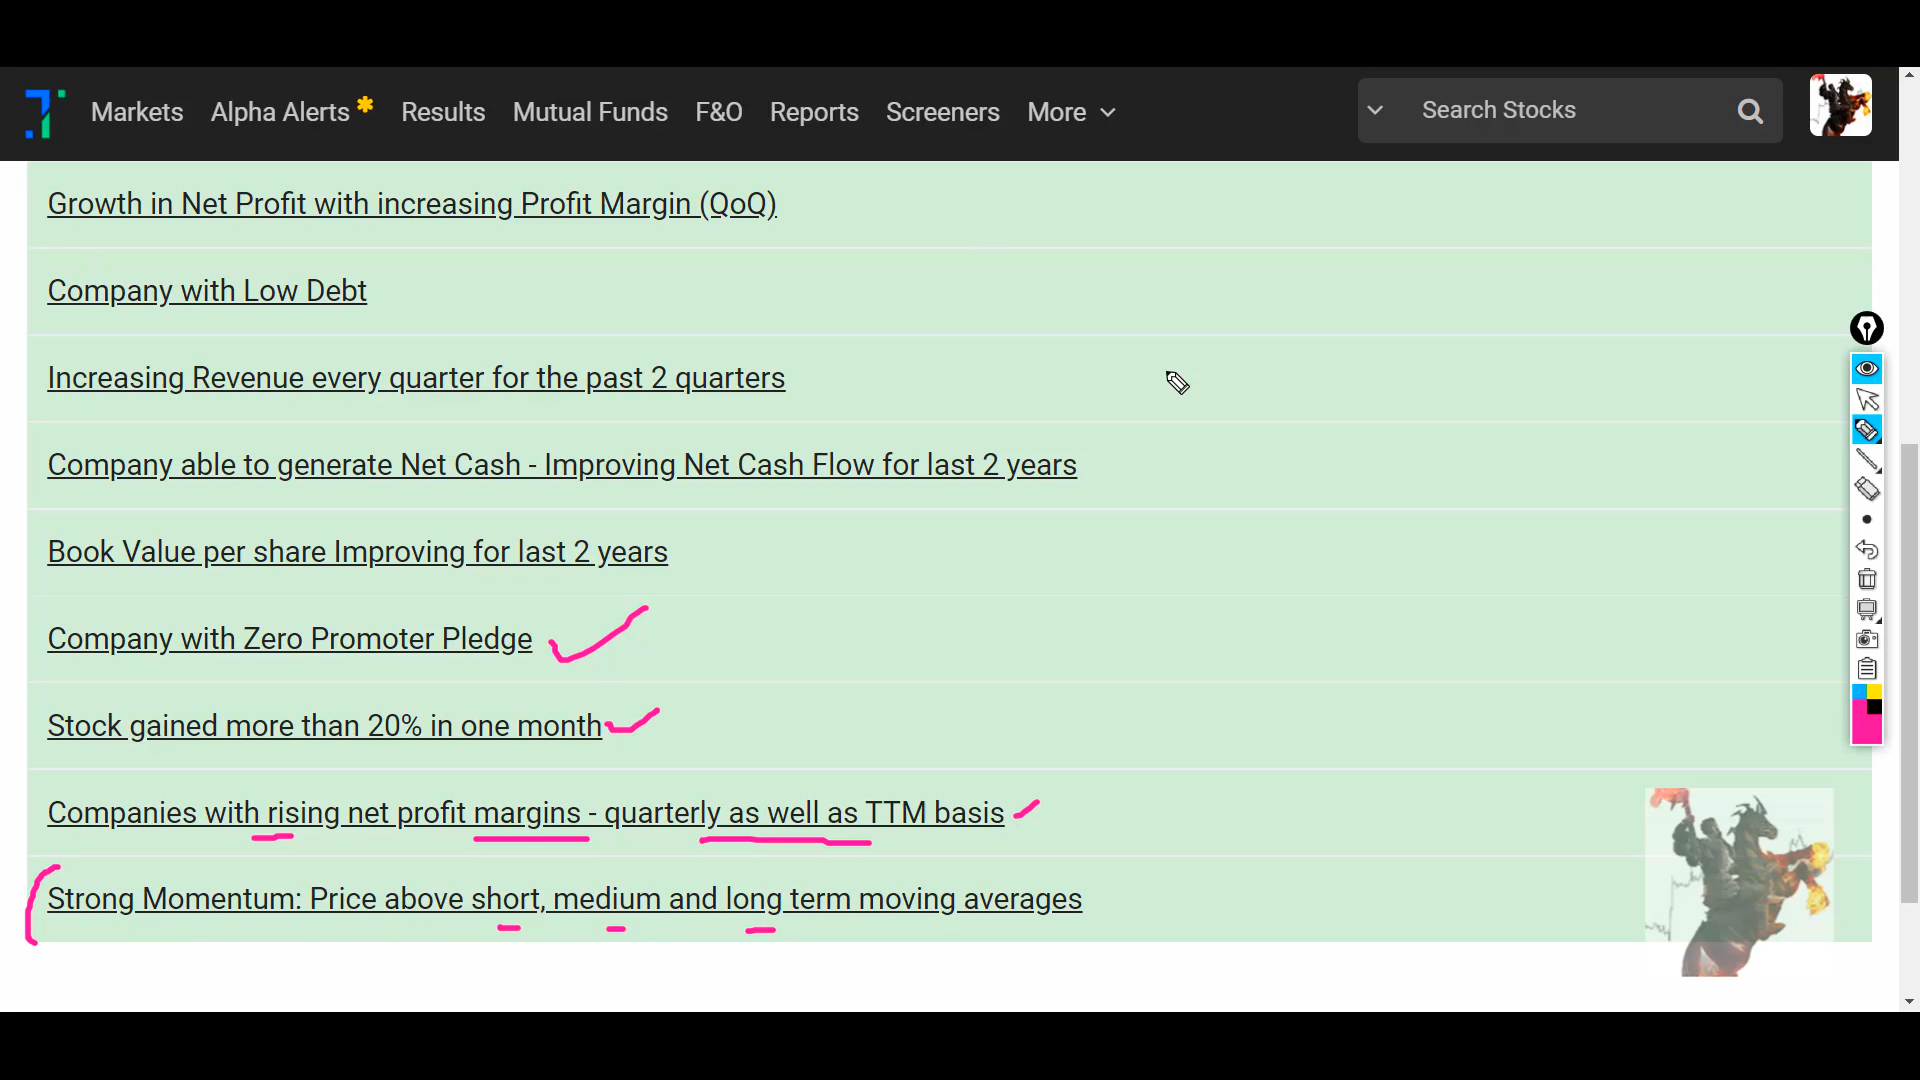 Markets Alpha Alerts Results Mutual Funds F&O Reports Screeners More Search Stocks
Growth in Net Profit with increasing Profit Margin (QoQ)
Company with Low Debt
Increasing Revenue every quarter for the past 2 quarters
Company able to generate Net Cash - Improving Net Cash Flow for last 2 years
Book Value per share Improving for last 2 years
Company with Zero Promoter Pledge
Stock gained more than 20% in one month
Companies with rising net profit margins - quarterly as well as TTM basis
Strong Momentum: Price above short, medium and long term moving averages